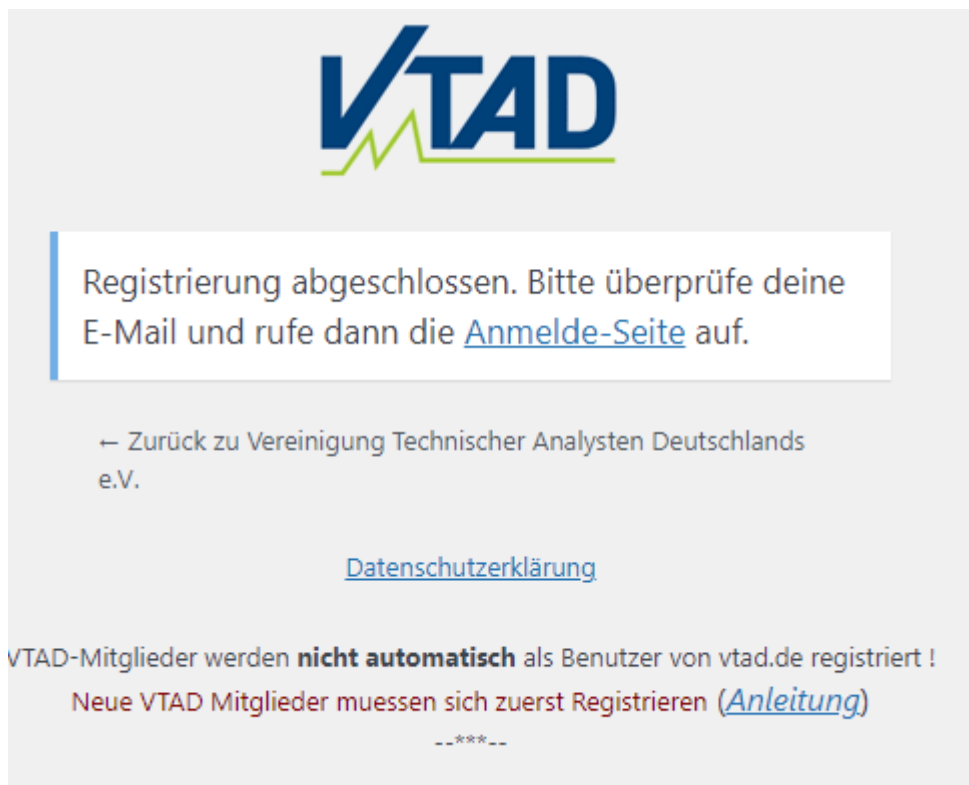 VTAD
Registrierung abgeschlossen. Bitte überprüfe deine
E-Mail und rufe dann die Anmelde-Seite auf.
← Zurück zu Vereinigung Technischer Analysten Deutschlands
e.V.
Datenschutzerklärung
VTAD-Mitglieder werden nicht automatisch als Benutzer von vtad.de registriert !
Neue VTAD Mitglieder muessen sich zuerst Registrieren (Anleitung)
--***--